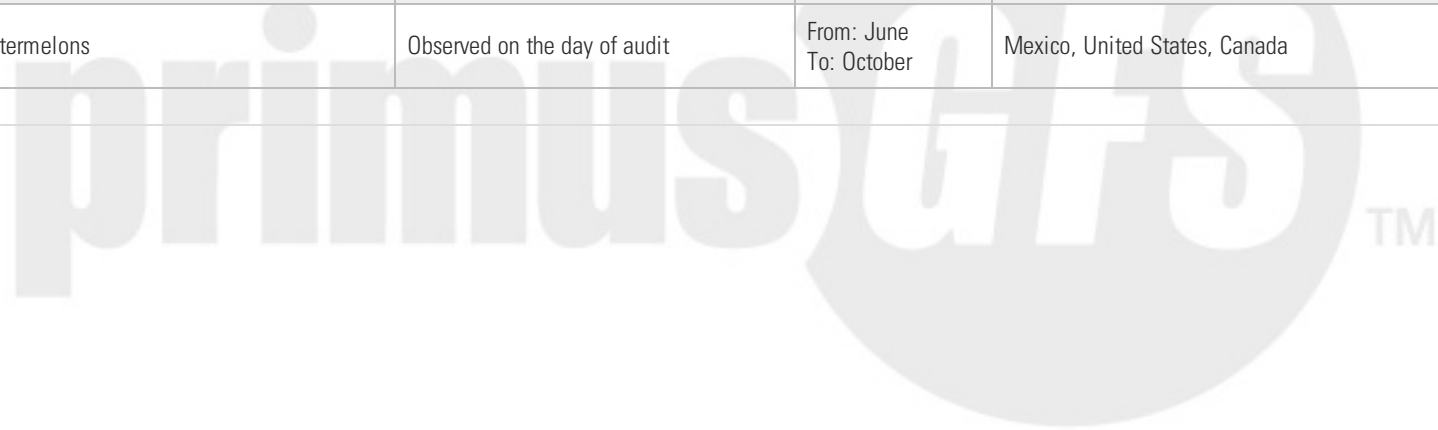 termelons
Observed on the day of audit
From: June
To: October
Mexico, United States, Canada
primusGFS TM